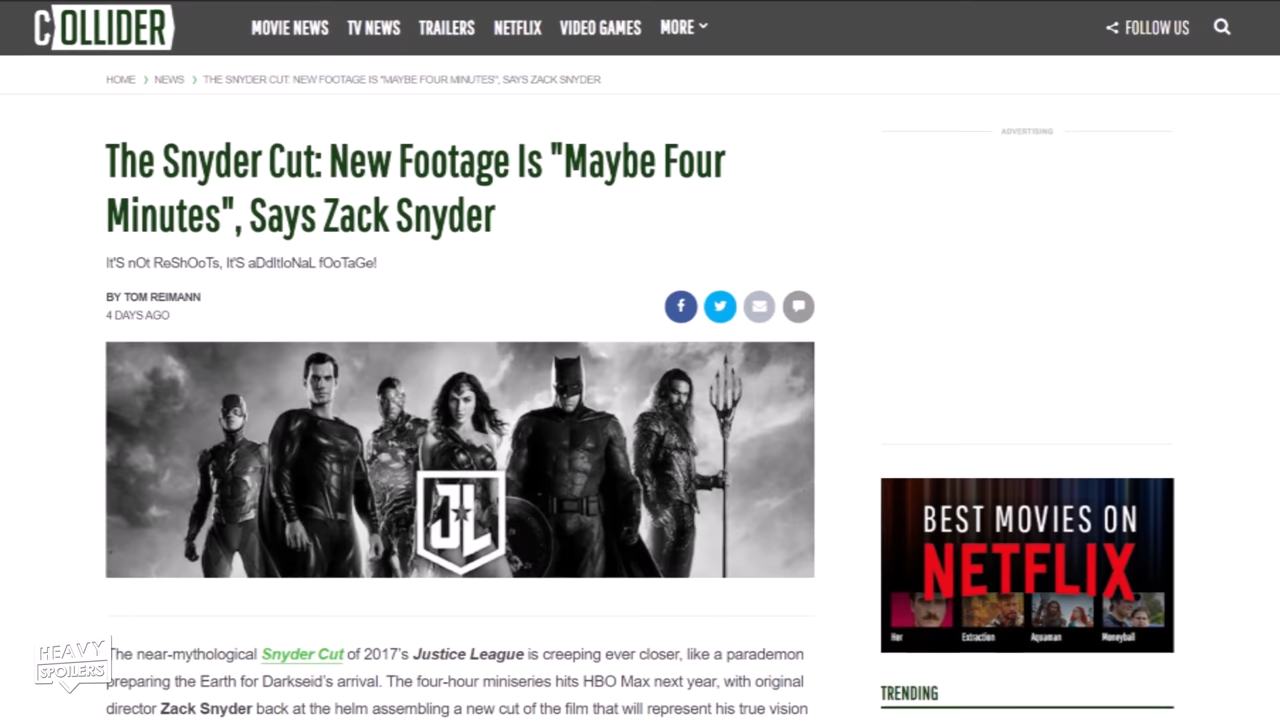 COLLIDER
MOVIE NEWS TV NEWS TRAILERS NETFLIX VIDEO GAMES MORE
FOLLOW US
HOME > NEWS > THE SNYDER CUT: NEW FOOTAGE IS "MAYBE FOUR MINUTES", SAYS ZACK SNYDER
ADVERTISING
The Snyder Cut: New Footage Is "Maybe Four
Minutes", Says Zack Snyder
It'S nOt ReShOoTs, It'S aDdItIoNaL fOoTaGe!
BY TOM REIMANN
4 DAYS AGO
JL
The near-mythological Snyder Cut of 2017's Justice League is creeping ever closer, like a parademon
preparing the Earth for Darkseid's arrival. The four-hour miniseries hits HBO Max next year, with original
director Zack Snyder back at the helm assembling a new cut of the film that will represent his true vision
HEAVY
SPOILERS
BEST MOVIES ON
NETFLIX
Her Extraction Aquaman Moneyball
TRENDING